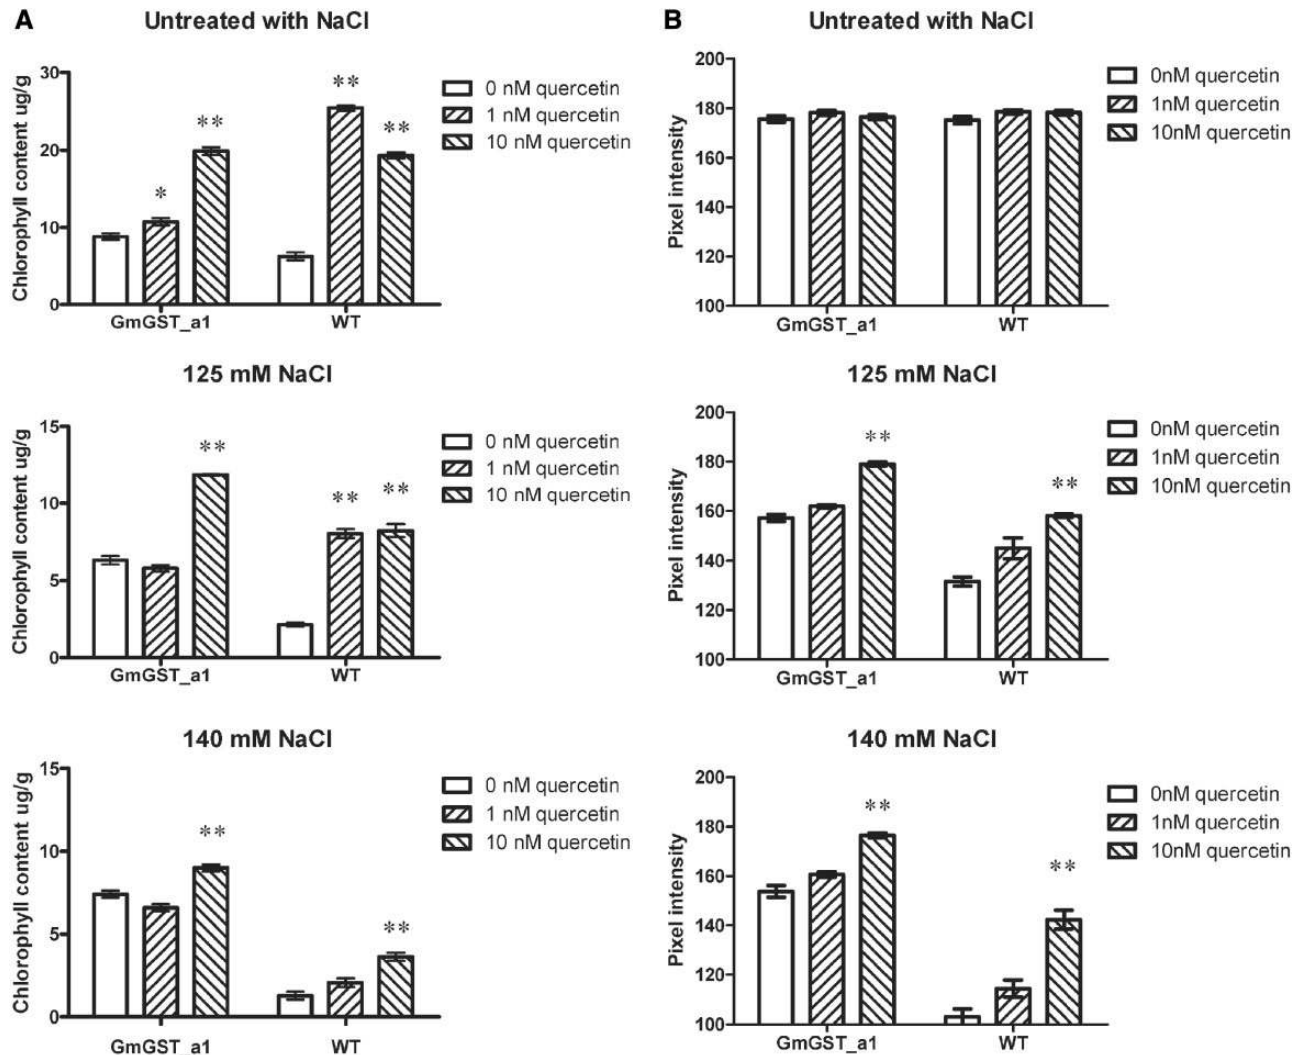 A
Untreated with NaCl
Chlorophyll content ug/g
30
20
10
0
*
**
**
**
GmGST_a1
WT
0 nM quercetin
1 nM quercetin
10 nM quercetin
125 mM NaCl
Chlorophyll content ug/g
15
10
5
0
**
**
**
GmGST_a1
WT
0 nM quercetin
1 nM quercetin
10 nM quercetin
140 mM NaCl
Chlorophyll content ug/g
15
10
5
0
**
**
GmGST_a1
WT
0 nM quercetin
1 nM quercetin
10 nM quercetin
B
Untreated with NaCl
Pixel intensity
200
180
160
140
120
100
GmGST_a1
WT
0nM quercetin
1nM quercetin
10nM quercetin
125 mM NaCl
Pixel intensity
200
180
160
140
120
100
**
**
GmGST_a1
WT
0nM quercetin
1nM quercetin
10nM quercetin
140 mM NaCl
Pixel intensity
200
180
160
140
120
100
**
**
GmGST_a1
WT
0nM quercetin
1nM quercetin
10nM quercetin